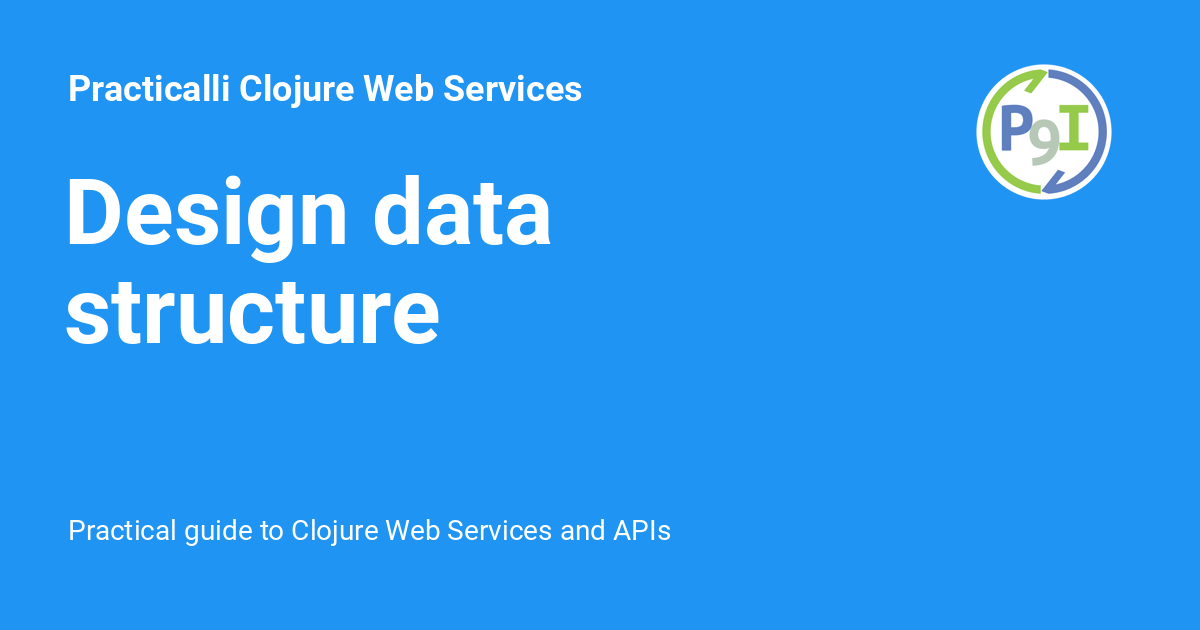 Practicalli Clojure Web Services
P9I
Design data
structure
Practical guide to Clojure Web Services and APIs